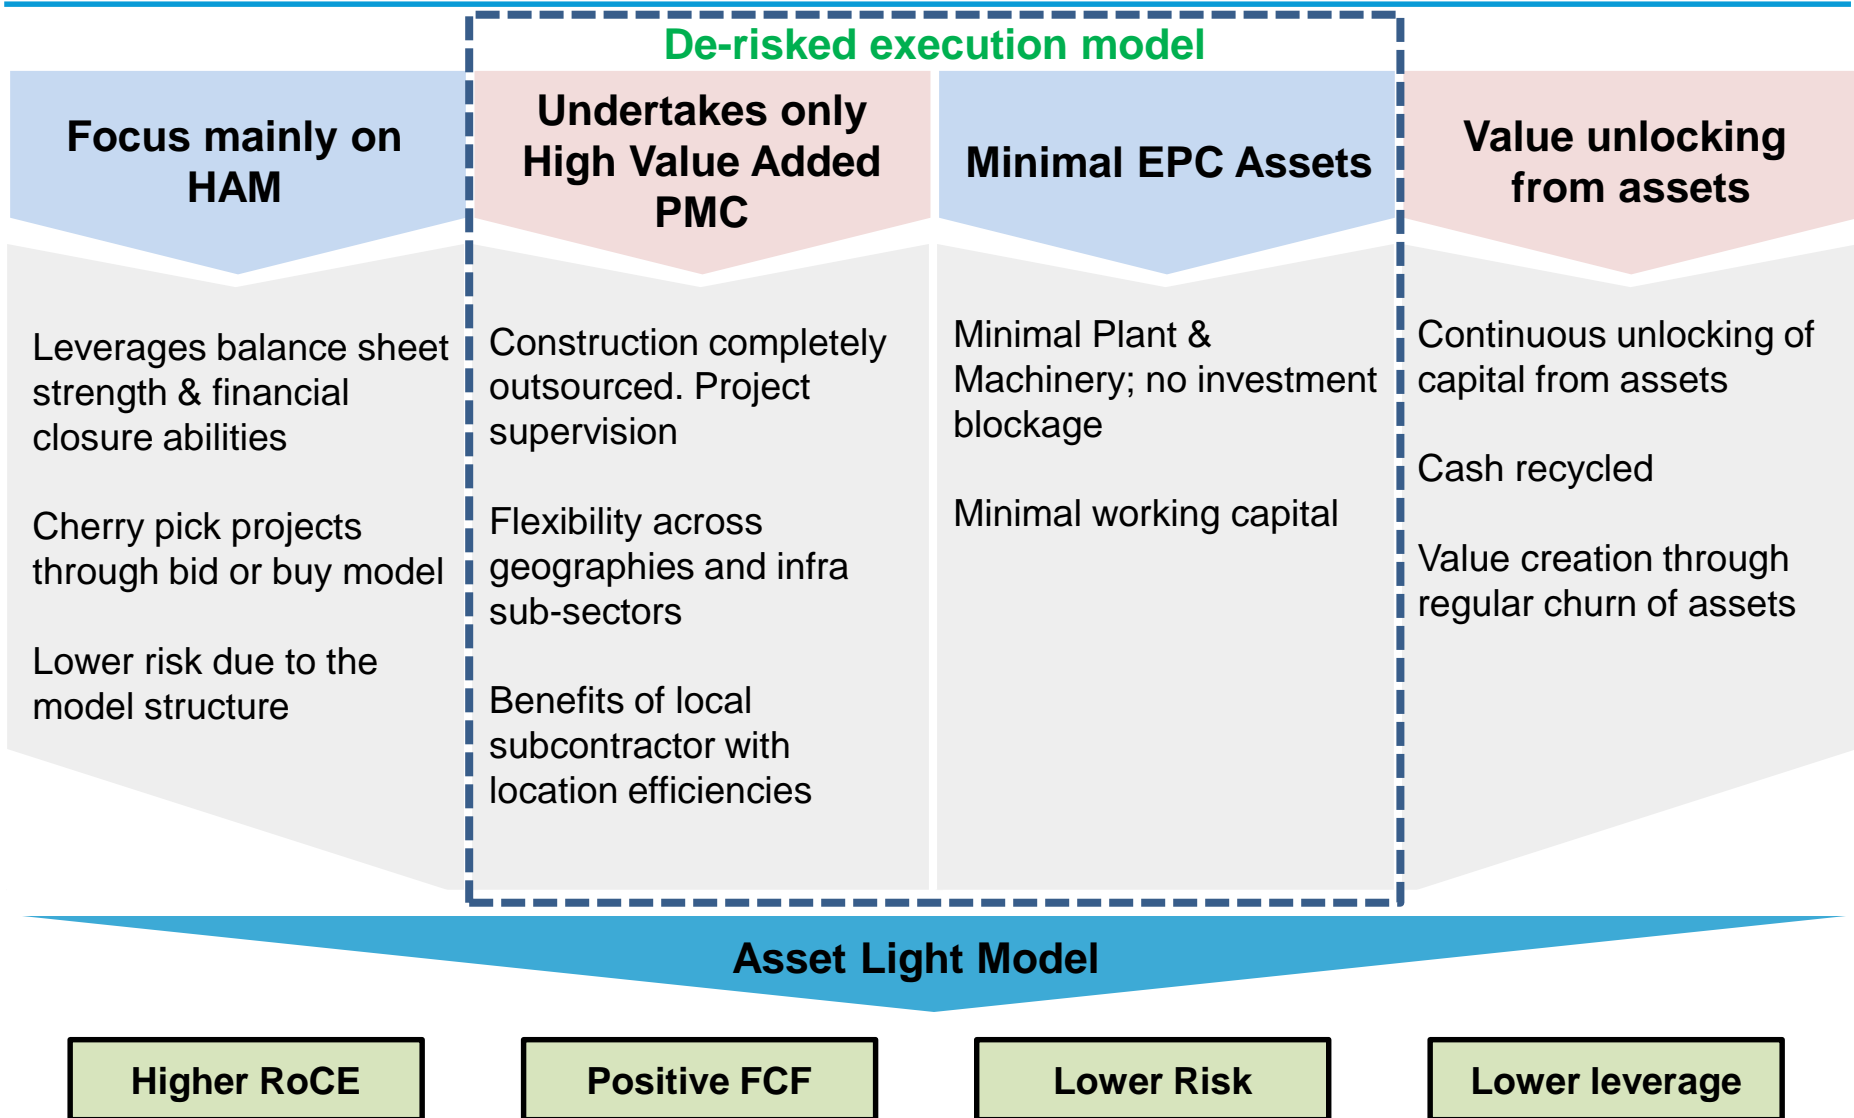 De-risked execution model
Focus mainly on
HAM
Undertakes only
High Value Added
PMC
Minimal EPC Assets
Value unlocking
from assets
Leverages balance sheet
strength & financial
closure abilities
Cherry pick projects
through bid or buy model
Lower risk due to the
model structure
Construction completely
outsourced. Project
supervision
Flexibility across
geographies and infra
sub-sectors
Benefits of local
subcontractor with
location efficiencies
Minimal Plant &
Machinery; no investment
blockage
Minimal working capital
Continuous unlocking of
capital from assets
Cash recycled
Value creation through
regular churn of assets
Asset Light Model
Higher RoCE
Positive FCF
Lower Risk
Lower leverage